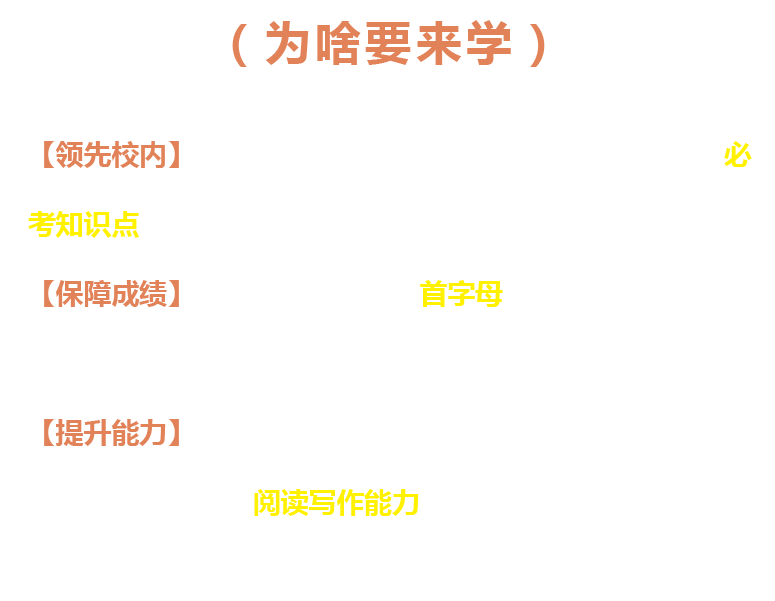 （为啥要来学）
【领先校内】 必
考知识点
【保障成绩】 首字母
【提升能力】
阅读写作能力